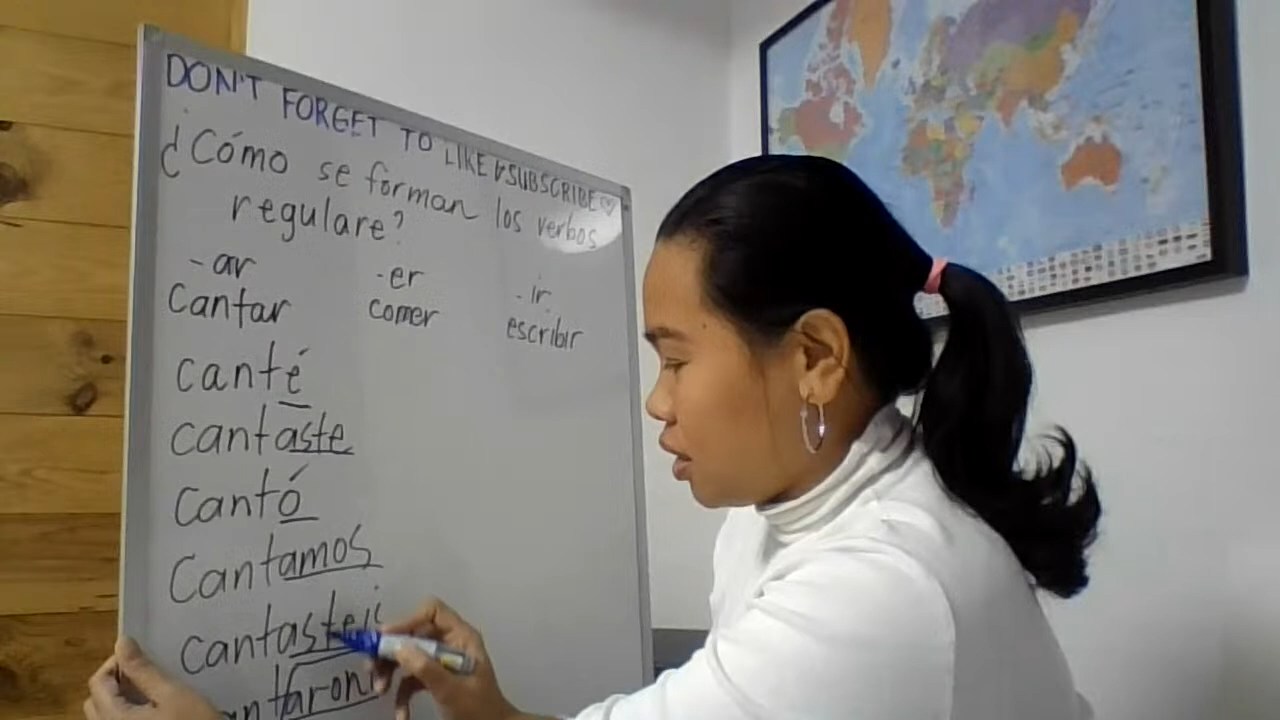 DON'T FORGET TO LIKE & SUBSCRIBE ♡
¿Cómo se forman los verbos
regulare?
-ar -er -ir
Cantar comer escribir
canté
cantaste
cantó
Cantamos
cantasteis